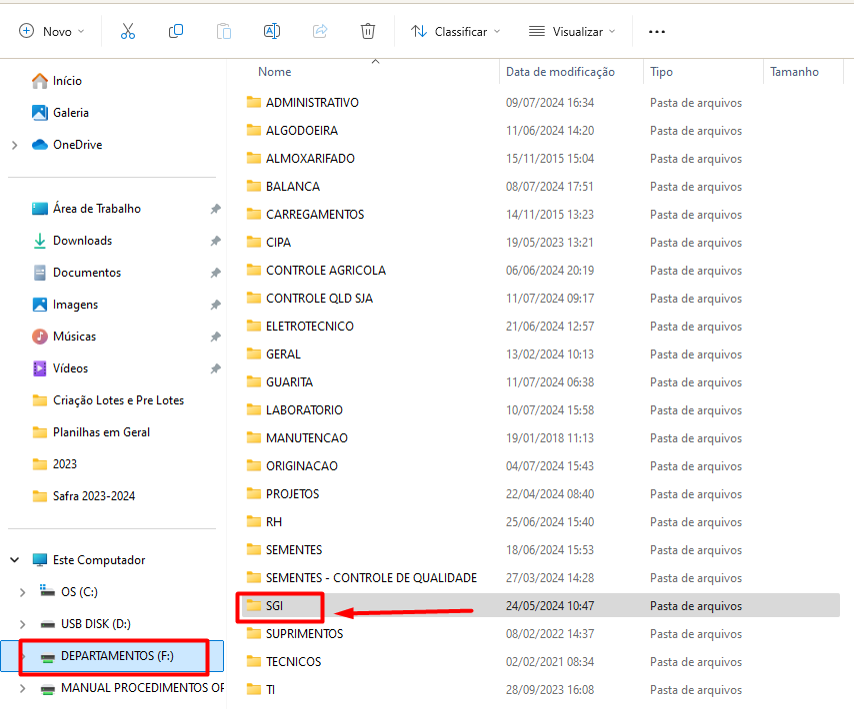 Novo Classificar Visualizar
Nome Data de modificação Tipo Tamanho
Início
Galeria
OneDrive
Área de Trabalho
Downloads
Documentos
Imagens
Músicas
Vídeos
Criação Lotes e Pre Lotes
Planilhas em Geral
2023
Safra 2023-2024
Este Computador
OS (C:)
USB DISK (D:)
DEPARTAMENTOS (F:)
MANUAL PROCEDIMENTOS OP
ADMINISTRATIVO 09/07/2024 16:34 Pasta de arquivos
ALGODOEIRA 11/06/2024 14:20 Pasta de arquivos
ALMOXARIFADO 15/11/2015 15:04 Pasta de arquivos
BALANCA 08/07/2024 17:51 Pasta de arquivos
CARREGAMENTOS 14/11/2015 13:23 Pasta de arquivos
CIPA 19/05/2023 13:21 Pasta de arquivos
CONTROLE AGRICOLA 06/06/2024 20:19 Pasta de arquivos
CONTROLE QLD SJA 11/07/2024 09:17 Pasta de arquivos
ELETROTECNICO 21/06/2024 12:57 Pasta de arquivos
GERAL 13/02/2024 10:13 Pasta de arquivos
GUARITA 11/07/2024 06:38 Pasta de arquivos
LABORATORIO 10/07/2024 15:58 Pasta de arquivos
MANUTENCAO 19/01/2018 11:13 Pasta de arquivos
ORIGINACAO 04/07/2024 15:43 Pasta de arquivos
PROJETOS 22/04/2024 08:40 Pasta de arquivos
RH 25/06/2024 15:40 Pasta de arquivos
SEMENTES 18/06/2024 15:53 Pasta de arquivos
SEMENTES - CONTROLE DE QUALIDADE 27/03/2024 14:28 Pasta de arquivos
SGI 24/05/2024 10:47 Pasta de arquivos
SUPRIMENTOS 08/02/2022 14:37 Pasta de arquivos
TECNICOS 02/02/2021 08:34 Pasta de arquivos
TI 28/09/2023 16:08 Pasta de arquivos